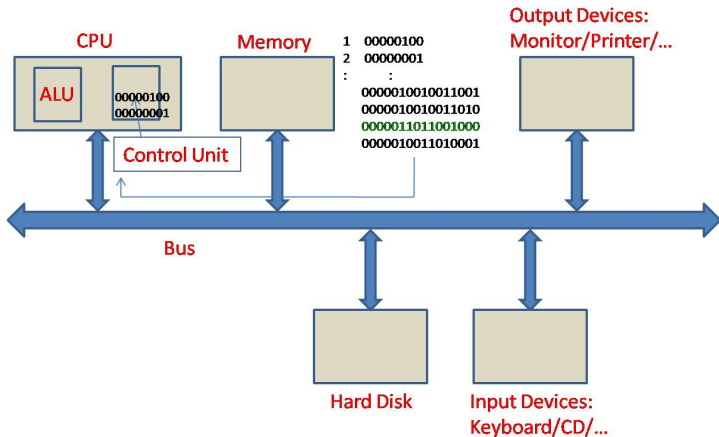 CPU
Memory
1 00000100
2 00000001
: :
0000010010011001
0000010010011010
0000011011001000
0000010011010001
Output Devices:
Monitor/Printer/...
ALU
00000100
00000001
Control Unit
Bus
Hard Disk
Input Devices:
Keyboard/CD/...